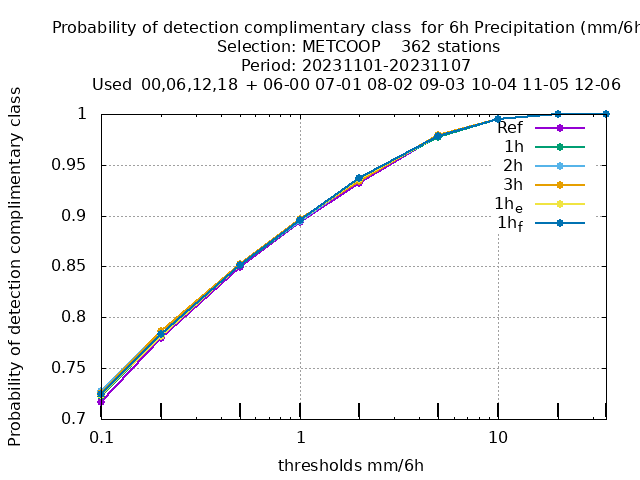 Probability of detection complimentary class  for 6h Precipitation (mm/6h
Selection: METCOOP    362 stations
Period: 20231101-20231107
Used  00,06,12,18  + 06-00 07-01 08-02 09-03 10-04 11-05 12-06
Probability of detection complimentary class
1
0.95
0.9
0.85
0.8
0.75
0.7
0.1
1
10
thresholds mm/6h
Ref
1h
2h
3h
1he
1hf